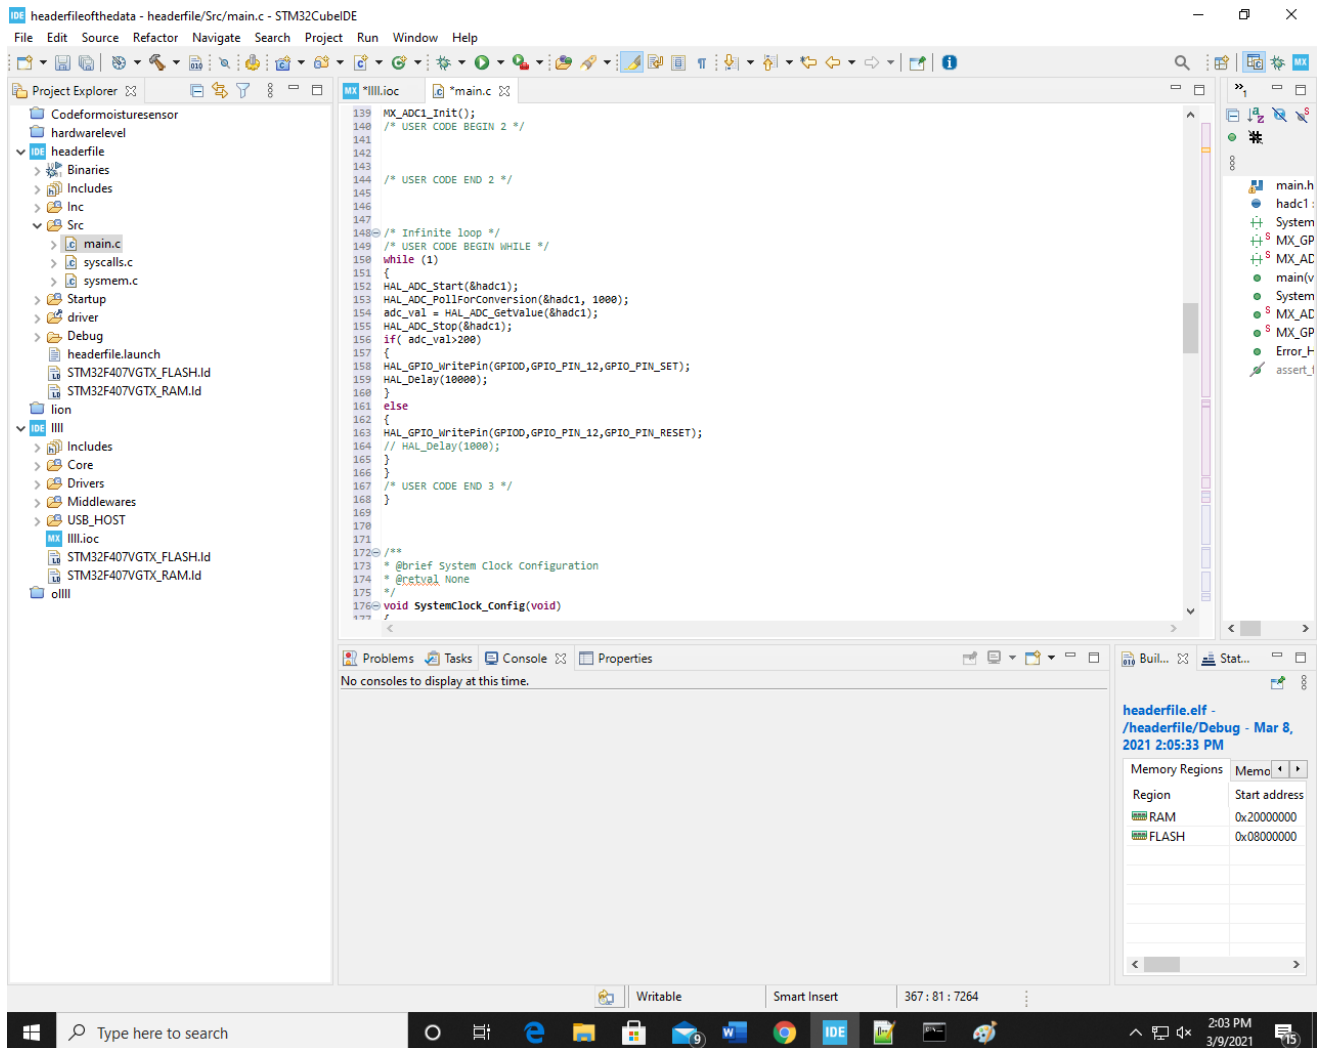 IDE headerfileofthedata - headerfile/Src/main.c - STM32CubeIDE
File Edit Source Refactor Navigate Search Project Run Window Help
Project Explorer
Codeformoisturesensor
hardwarelevel
headerfile
Binaries
Includes
Inc
Src
main.c
syscalls.c
sysmem.c
Startup
driver
Debug
headerfile.launch
STM32F407VGTX_FLASH.ld
STM32F407VGTX_RAM.ld
lion
llll
Includes
Core
Drivers
Middlewares
USB_HOST
llll.ioc
STM32F407VGTX_FLASH.ld
STM32F407VGTX_RAM.ld
ollll
MX *llll.ioc *main.c
139 MX_ADC1_Init();
140 /* USER CODE BEGIN 2 */
141
142
143
144 /* USER CODE END 2 */
145
146
147
148 /* Infinite loop */
149 /* USER CODE BEGIN WHILE */
150 while (1)
151 {
152 HAL_ADC_Start(&hadc1);
153 HAL_ADC_PollForConversion(&hadc1, 1000);
154 adc_val = HAL_ADC_GetValue(&hadc1);
155 HAL_ADC_Stop(&hadc1);
156 if( adc_val>200)
157 {
158 HAL_GPIO_WritePin(GPIOD,GPIO_PIN_12,GPIO_PIN_SET);
159 HAL_Delay(10000);
160 }
161 else
162 {
163 HAL_GPIO_WritePin(GPIOD,GPIO_PIN_12,GPIO_PIN_RESET);
164 // HAL_Delay(1000);
165 }
166 }
167 /* USER CODE END 3 */
168 }
169
170
171
172 /**
173 * @brief System Clock Configuration
174 * @retval None
175 */
176 void SystemClock_Config(void)
177 {
main.h
hadc1 :
System
MX_GP
MX_AD
main(v
System
MX_AD
MX_GP
Error_H
assert_f
Problems Tasks Console Properties
No consoles to display at this time.
Buil... Stat...
headerfile.elf -
/headerfile/Debug - Mar 8,
2021 2:05:33 PM
Memory Regions Memo
Region Start address
RAM 0x20000000
FLASH 0x08000000
Writable Smart Insert 367 : 81 : 7264
Type here to search
2:03 PM
3/9/2021